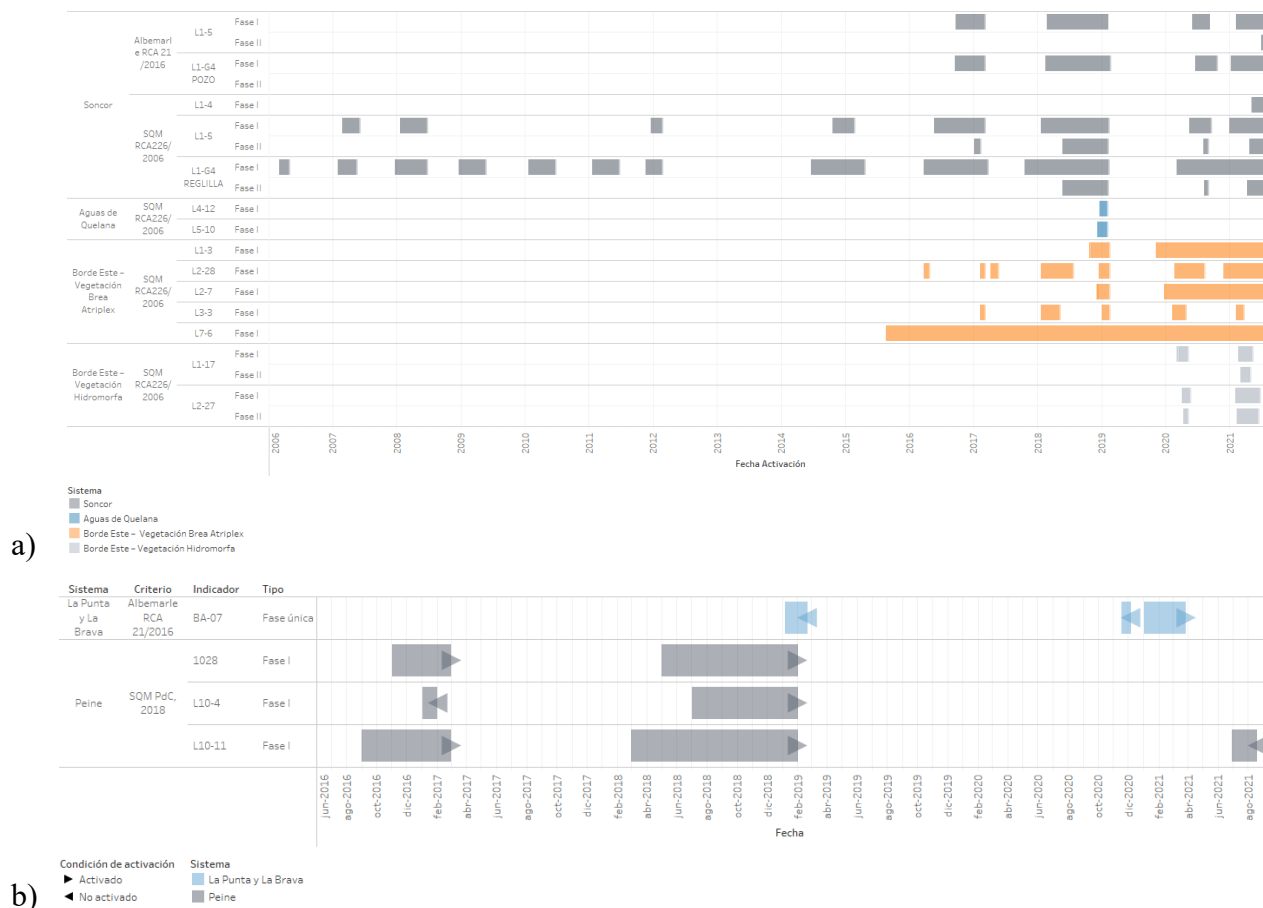 Soncor
Albemarl
e RCA 21
/2016
L1-5
Fase I
Fase II
L1-G4
POZO
Fase I
Fase II
SQM
RCA226/
2006
L1-4
Fase I
L1-5
Fase I
Fase II
L1-G4
REGLILLA
Fase I
Fase II
Aguas de
Quelana
SQM
RCA226/
2006
L4-12
Fase I
L5-10
Fase I
Borde Este –
Vegetación
Brea
Atriplex
SQM
RCA226/
2006
L1-3
Fase I
L2-28
Fase I
L2-7
Fase I
L3-3
Fase I
L7-6
Fase I
Borde Este –
Vegetación
Hidromorfa
SQM
RCA226/
2006
L1-17
Fase I
Fase II
L2-27
Fase I
Fase II
2006 2007 2008 2009 2010 2011 2012 2013 2014 2015 2016 2017 2018 2019 2020 2021
Fecha Activación
Sistema
Soncor
Aguas de Quelana
Borde Este – Vegetación Brea Atriplex
Borde Este – Vegetación Hidromorfa
a)
Sistema Criterio Indicador Tipo
La Punta
y La
Brava
Albemarle
RCA
21/2016
BA-07
Fase única
Peine
SQM PdC,
2018
1028
Fase I
L10-4
Fase I
L10-11
Fase I
jun-2016 ago-2016 oct-2016 dic-2016 feb-2017 abr-2017 jun-2017 ago-2017 oct-2017 dic-2017 feb-2018 abr-2018 jun-2018 ago-2018 oct-2018 dic-2018 feb-2019 abr-2019 jun-2019 ago-2019 oct-2019 dic-2019 feb-2020 abr-2020 jun-2020 ago-2020 oct-2020 dic-2020 feb-2021 abr-2021 jun-2021 ago-2021
Fecha
Condición de activación Sistema
Activado La Punta y La Brava
No activado Peine
b)